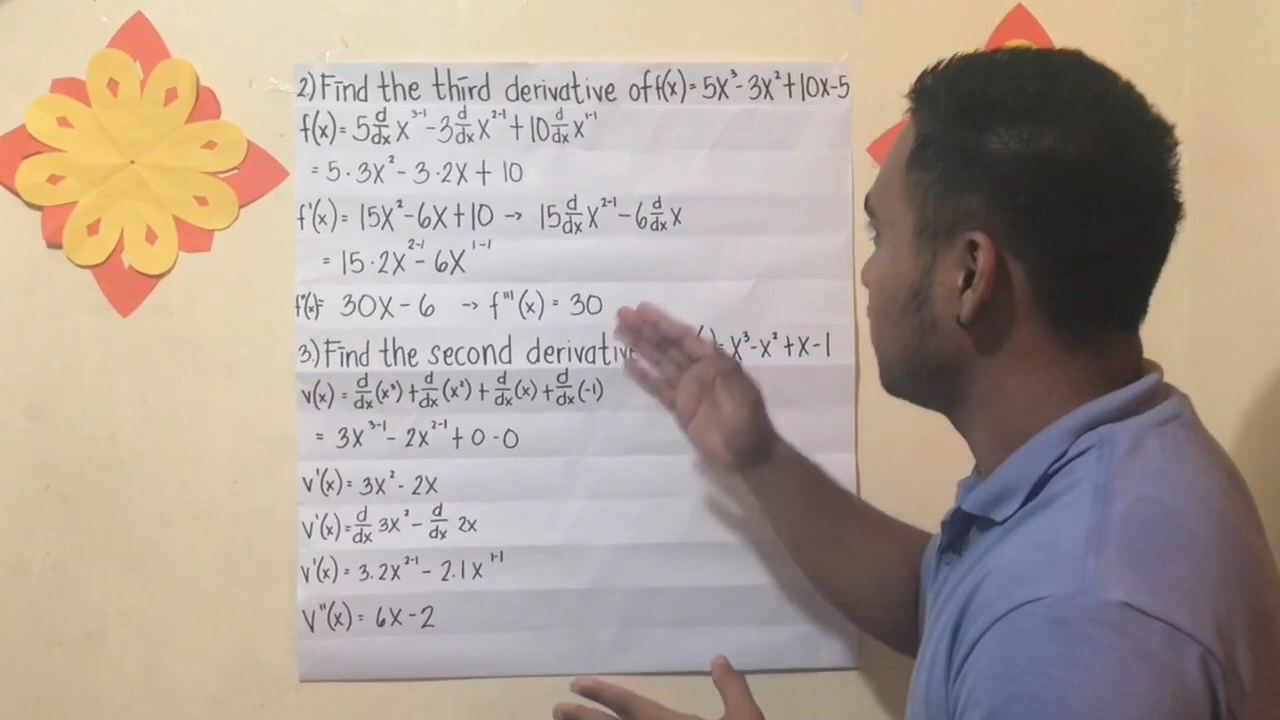 2) Find the third derivative of f(x) = 5x³ - 3x² + 10x - 5
f(x) = 5 d/dx x³⁻¹ - 3 d/dx x²⁻¹ + 10 d/dx x¹⁻¹
= 5 · 3x² - 3 · 2x + 10
f'(x) = 15x² - 6x + 10 → 15 d/dx x²⁻¹ - 6 d/dx x
= 15 · 2x²⁻¹ - 6x¹⁻¹
f''(x) = 30x - 6 → f'''(x) = 30
3.) Find the second = x³ - x² + x - 1
v(x) = d/dx (x³) + d/dx (x²) + d/dx (x) + d/dx (-1)
= 3x³⁻¹ - 2x²⁻¹ + 0 - 0
v'(x) = 3x² - 2x
v'(x) = d/dx 3x² - d/dx 2x
v'(x) = 3.2x²⁻¹ - 2.1x¹⁻¹
v''(x) = 6x - 2